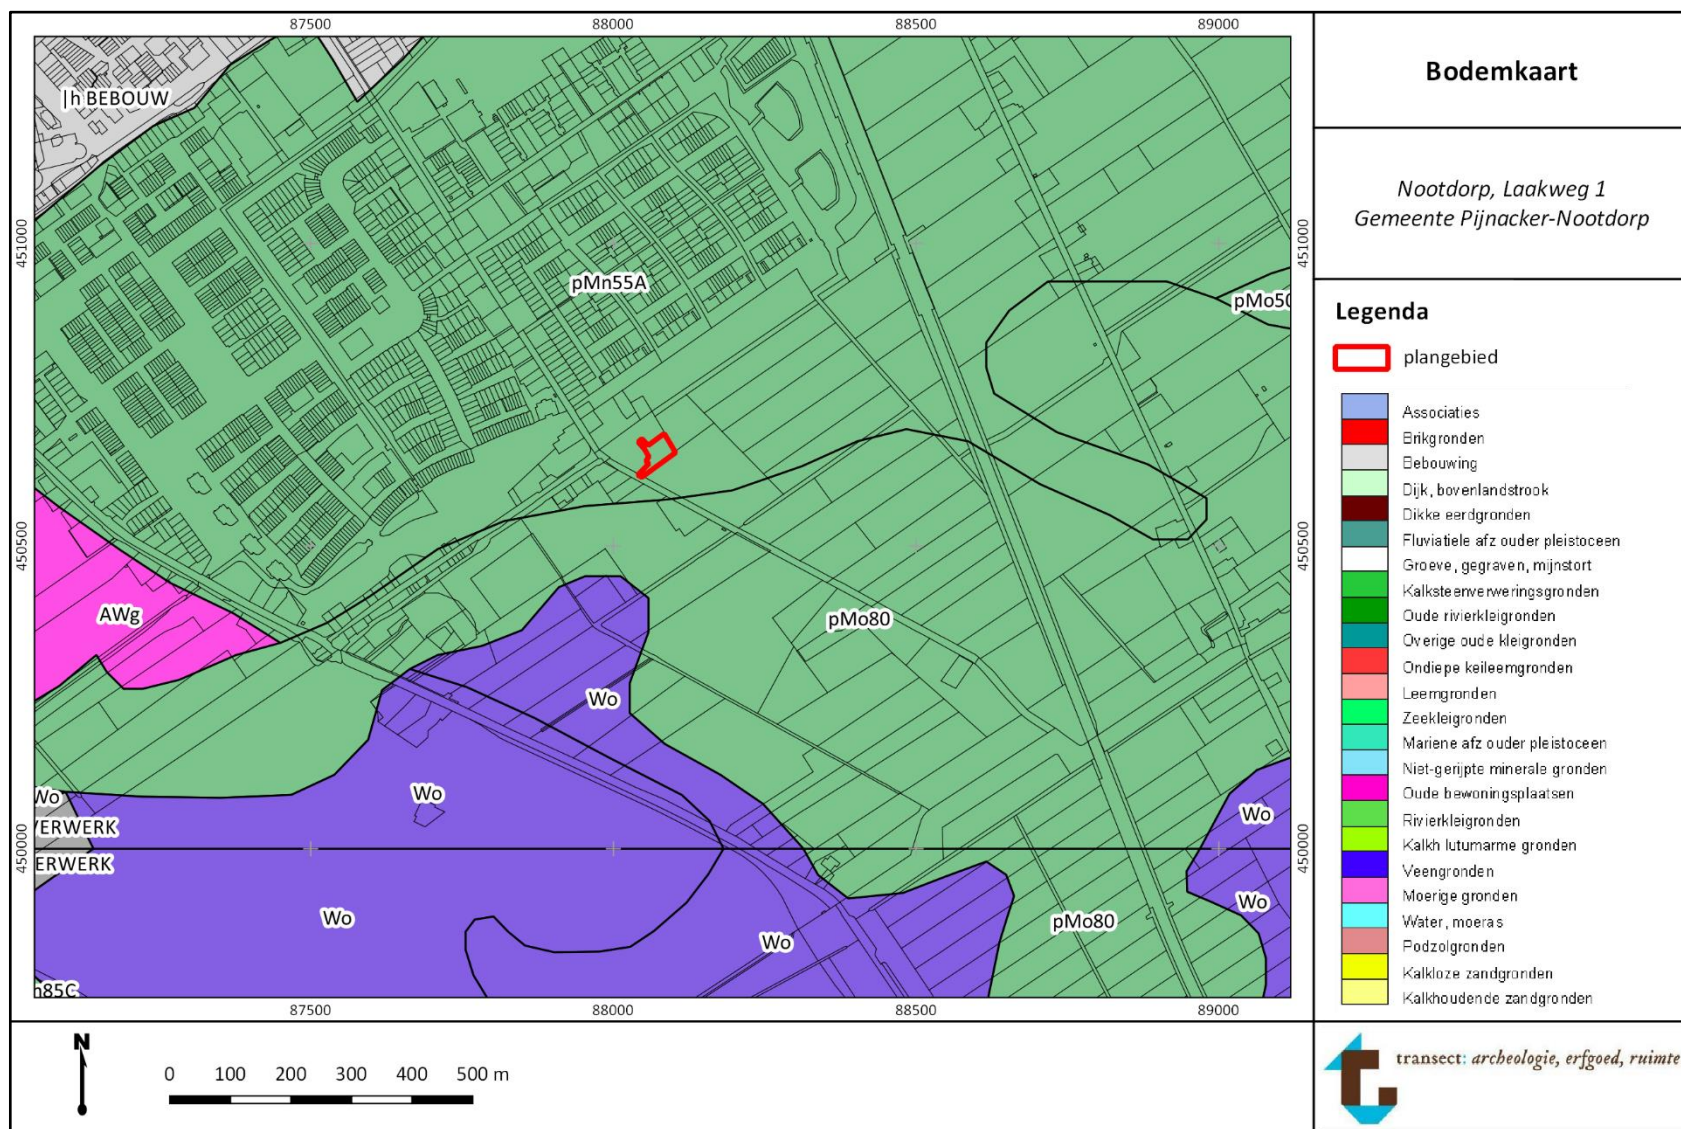 87500
88000
88500
89000
|h BEBOUW
451000
451000
pMn55A
pMo50
450500
450500
AWg
pMo80
Wo
Wo
Wo
Wo
VERWERK
450000
450000
ERWERK
Wo
Wo
Wo
pMo80
n85C
87500
88000
88500
89000
N
0 100 200 300 400 500 m
Bodemkaart
Nootdorp, Laakweg 1
Gemeente Pijnacker-Nootdorp
Legenda
plangebied
Associaties
Brikgronden
Bebouwing
Dijk, bovenlandstrook
Dikke eerdgronden
Fluviatiele afz ouder pleistoceen
Groeve, gegraven, mijnstort
Kalksteenverweringsgronden
Oude rivierkleigronden
Overige oude kleigronden
Ondiepe keileemgronden
Leemgronden
Zeekleigronden
Mariene afz ouder pleistoceen
Niet-gerijpte minerale gronden
Oude bewoningsplaatsen
Rivierkleigronden
Kalkh lutumarme gronden
Veengronden
Moerige gronden
Water, moeras
Podzolgronden
Kalkloze zandgronden
Kalkhoudende zandgronden
transect: archeologie, erfgoed, ruimte